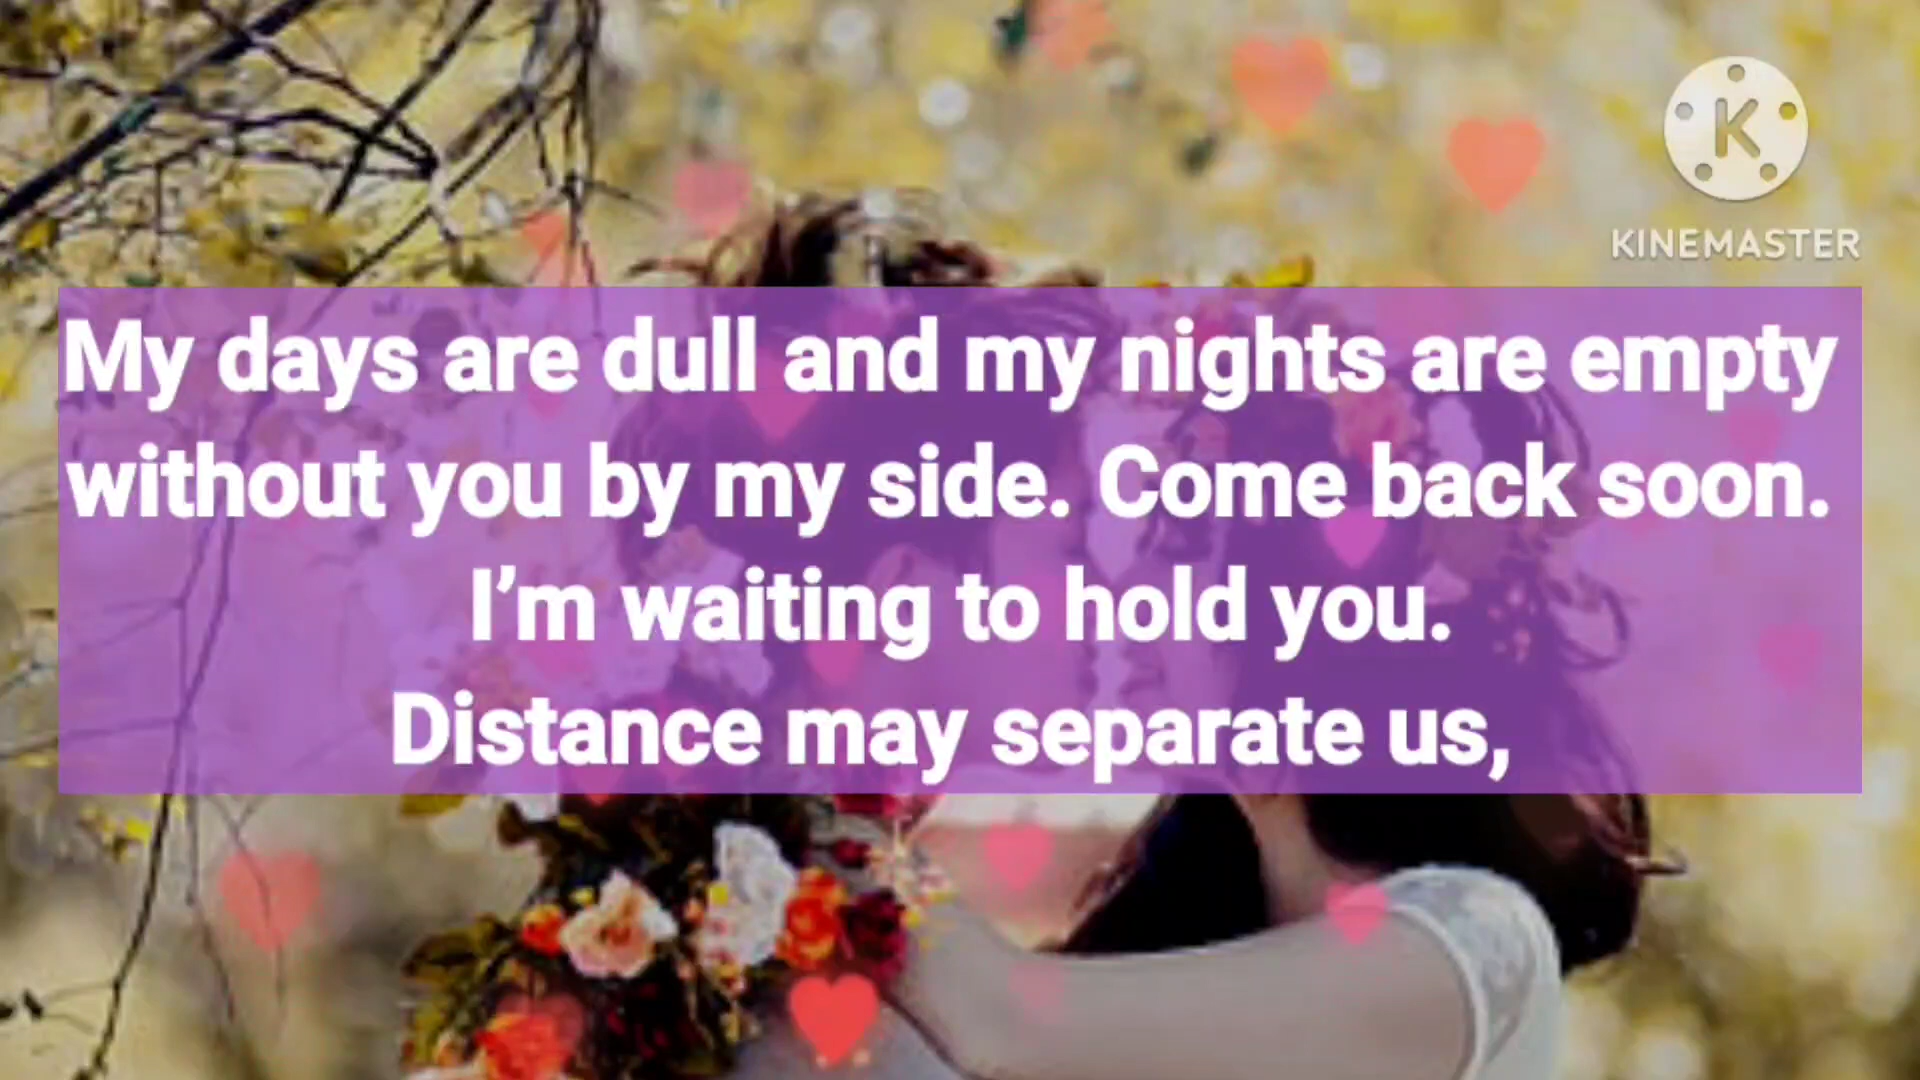 K
KINEMASTER
My days are dull and my nights are empty
without you by my side. Come back soon.
I’m waiting to hold you.
Distance may separate us,